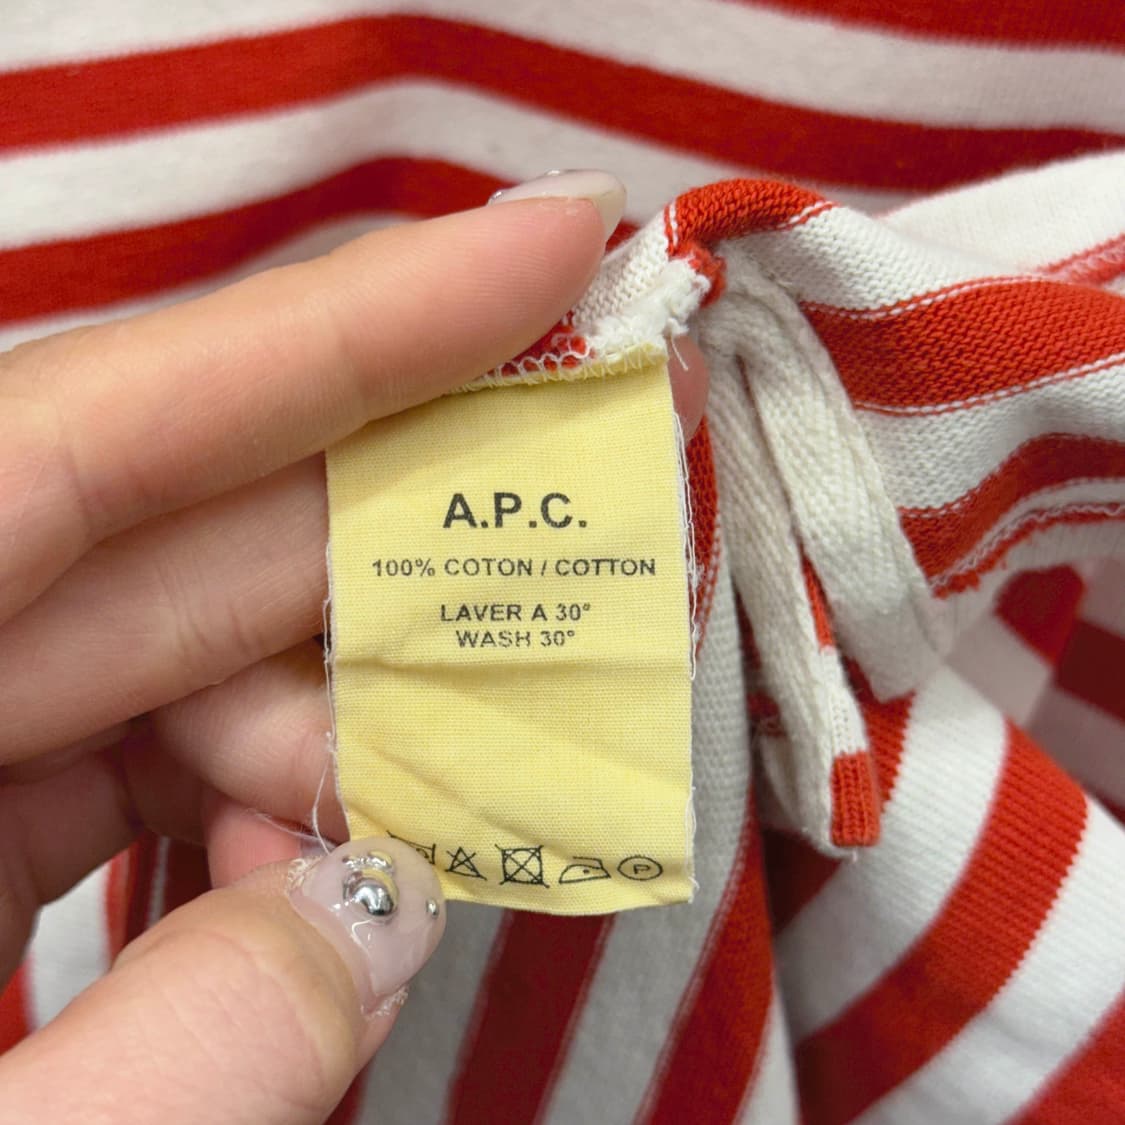 A.P.C.
100% COTON / COTTON
LAVER A 30°
WASH 30°
P